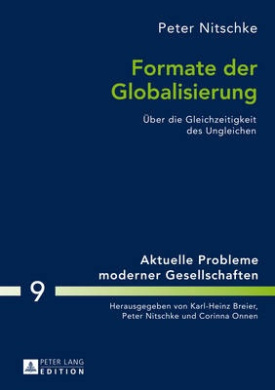 Peter Nitschke
Formate der
Globalisierung
Über die Gleichzeitigkeit
des Ungleichen
Aktuelle Probleme
moderner Gesellschaften
9
Herausgegeben von Karl-Heinz Breier,
Peter Nitschke und Corinna Onnen
PETER LANG
EDITION